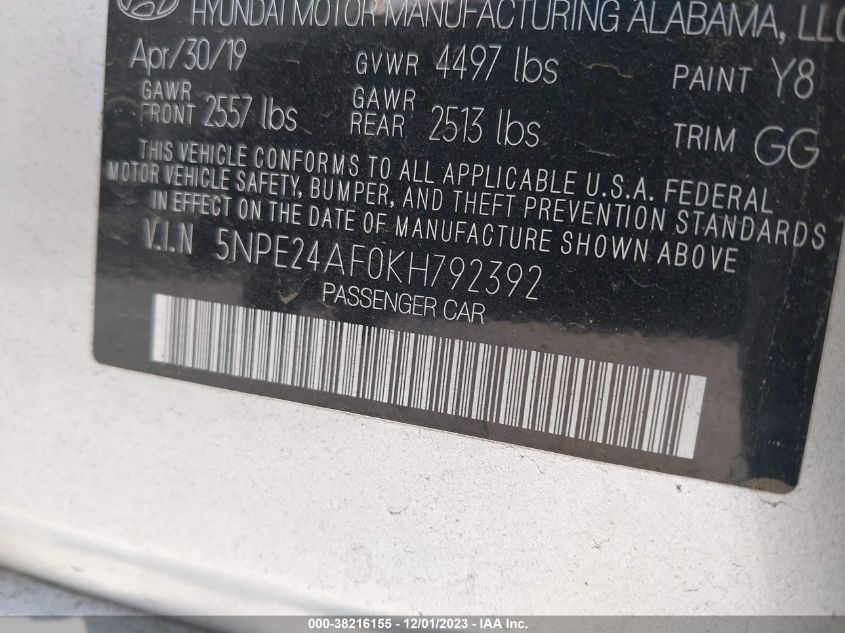 HYUNDAI MOTOR MANUFACTURING ALABAMA, LLC
Apr/30/19 GVWR 4497 lbs PAINT Y8
GAWR FRONT 2557 lbs GAWR REAR 2513 lbs TRIM GG
THIS VEHICLE CONFORMS TO ALL APPLICABLE U.S.A. FEDERAL
MOTOR VEHICLE SAFETY, BUMPER, AND THEFT PREVENTION STANDARDS
IN EFFECT ON THE DATE OF MANUFACTURE SHOWN ABOVE
V.I.N 5NPE24AF0KH792392
PASSENGER CAR
000-38216155 - 12/01/2023 - IAA Inc.